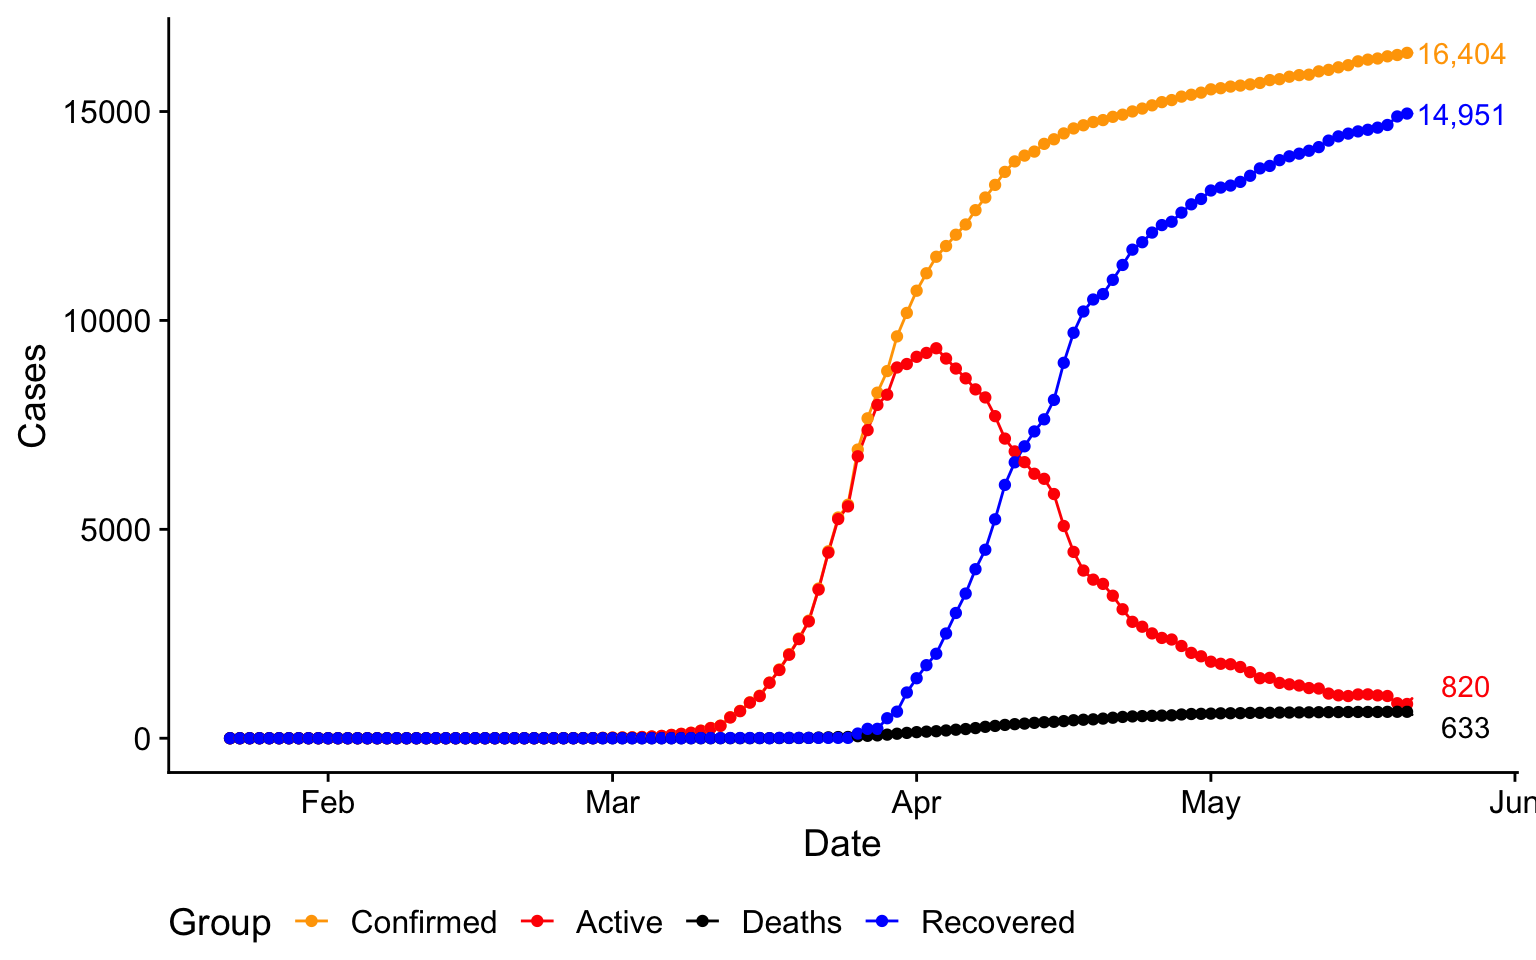 16,404
15000
14,951
10000
Cases
5000
820
633
0
Feb Mar Apr May Jun
Date
Group Confirmed Active Deaths Recovered